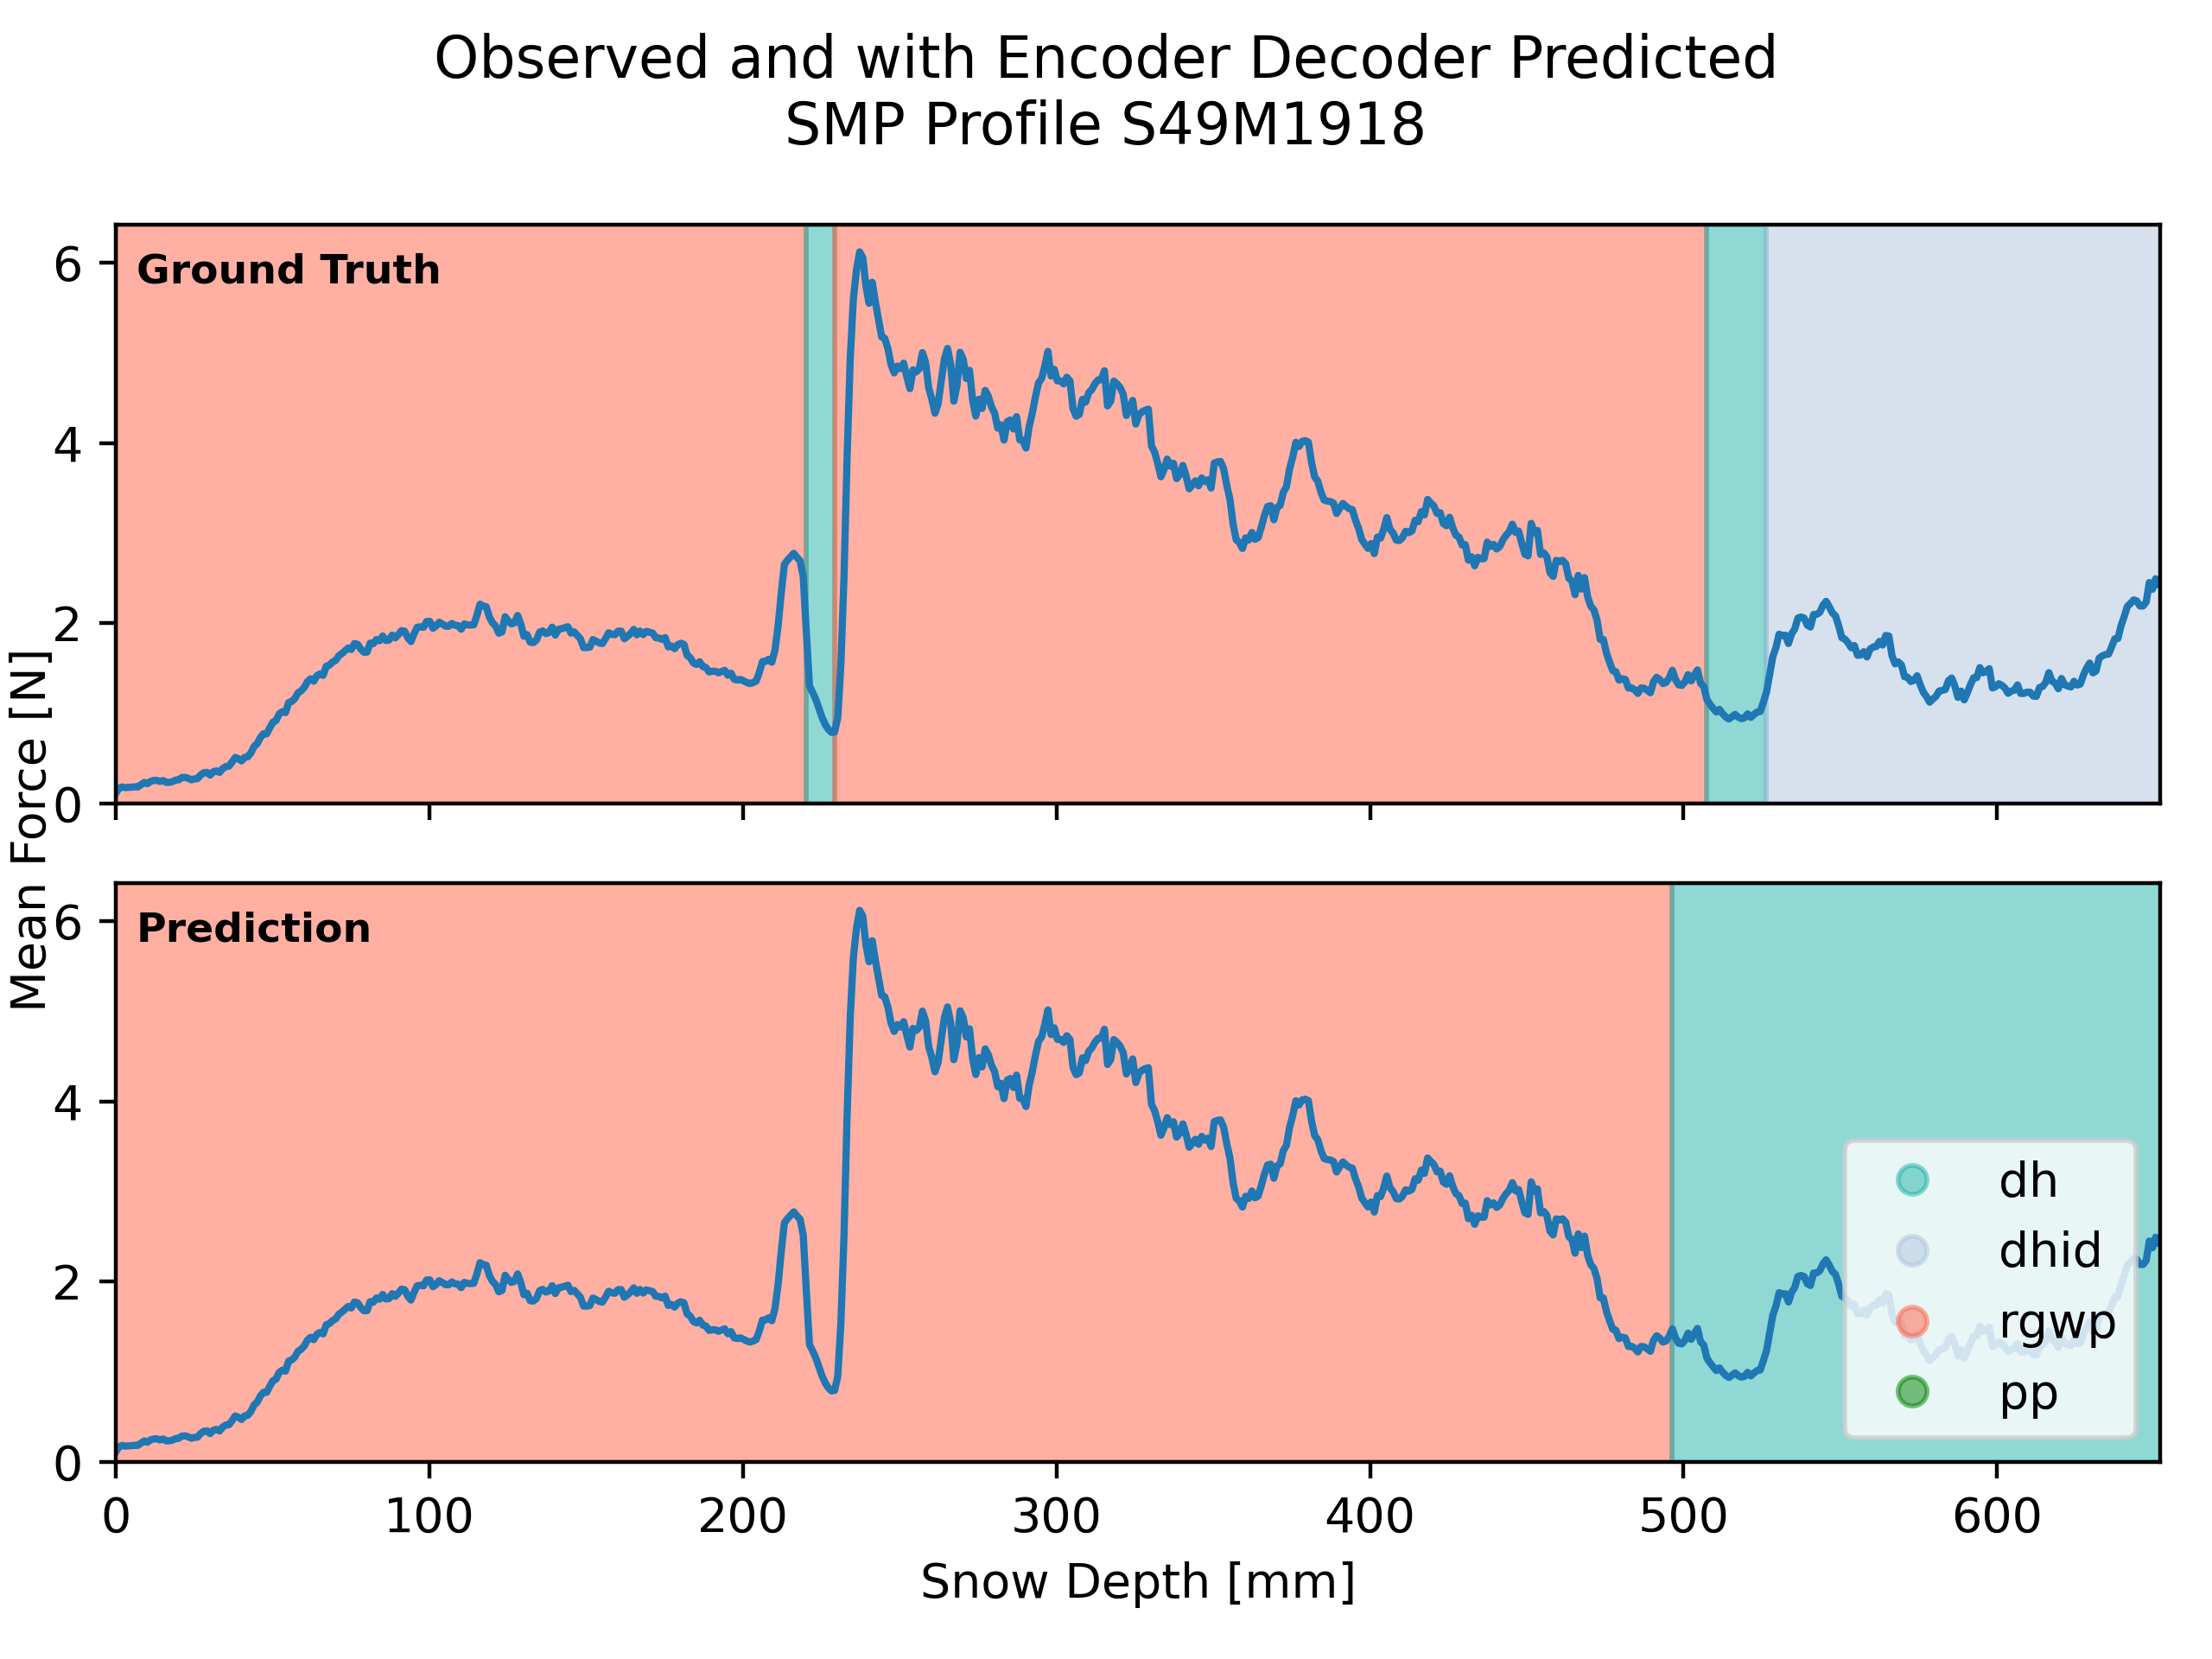 Observed and with Encoder Decoder Predicted
SMP Profile S49M1918
Ground Truth
6
4
2
0
Mean Force [N]
Prediction
6
4
2
0
dh
dhid
rgwp
pp
0 100 200 300 400 500 600
Snow Depth [mm]